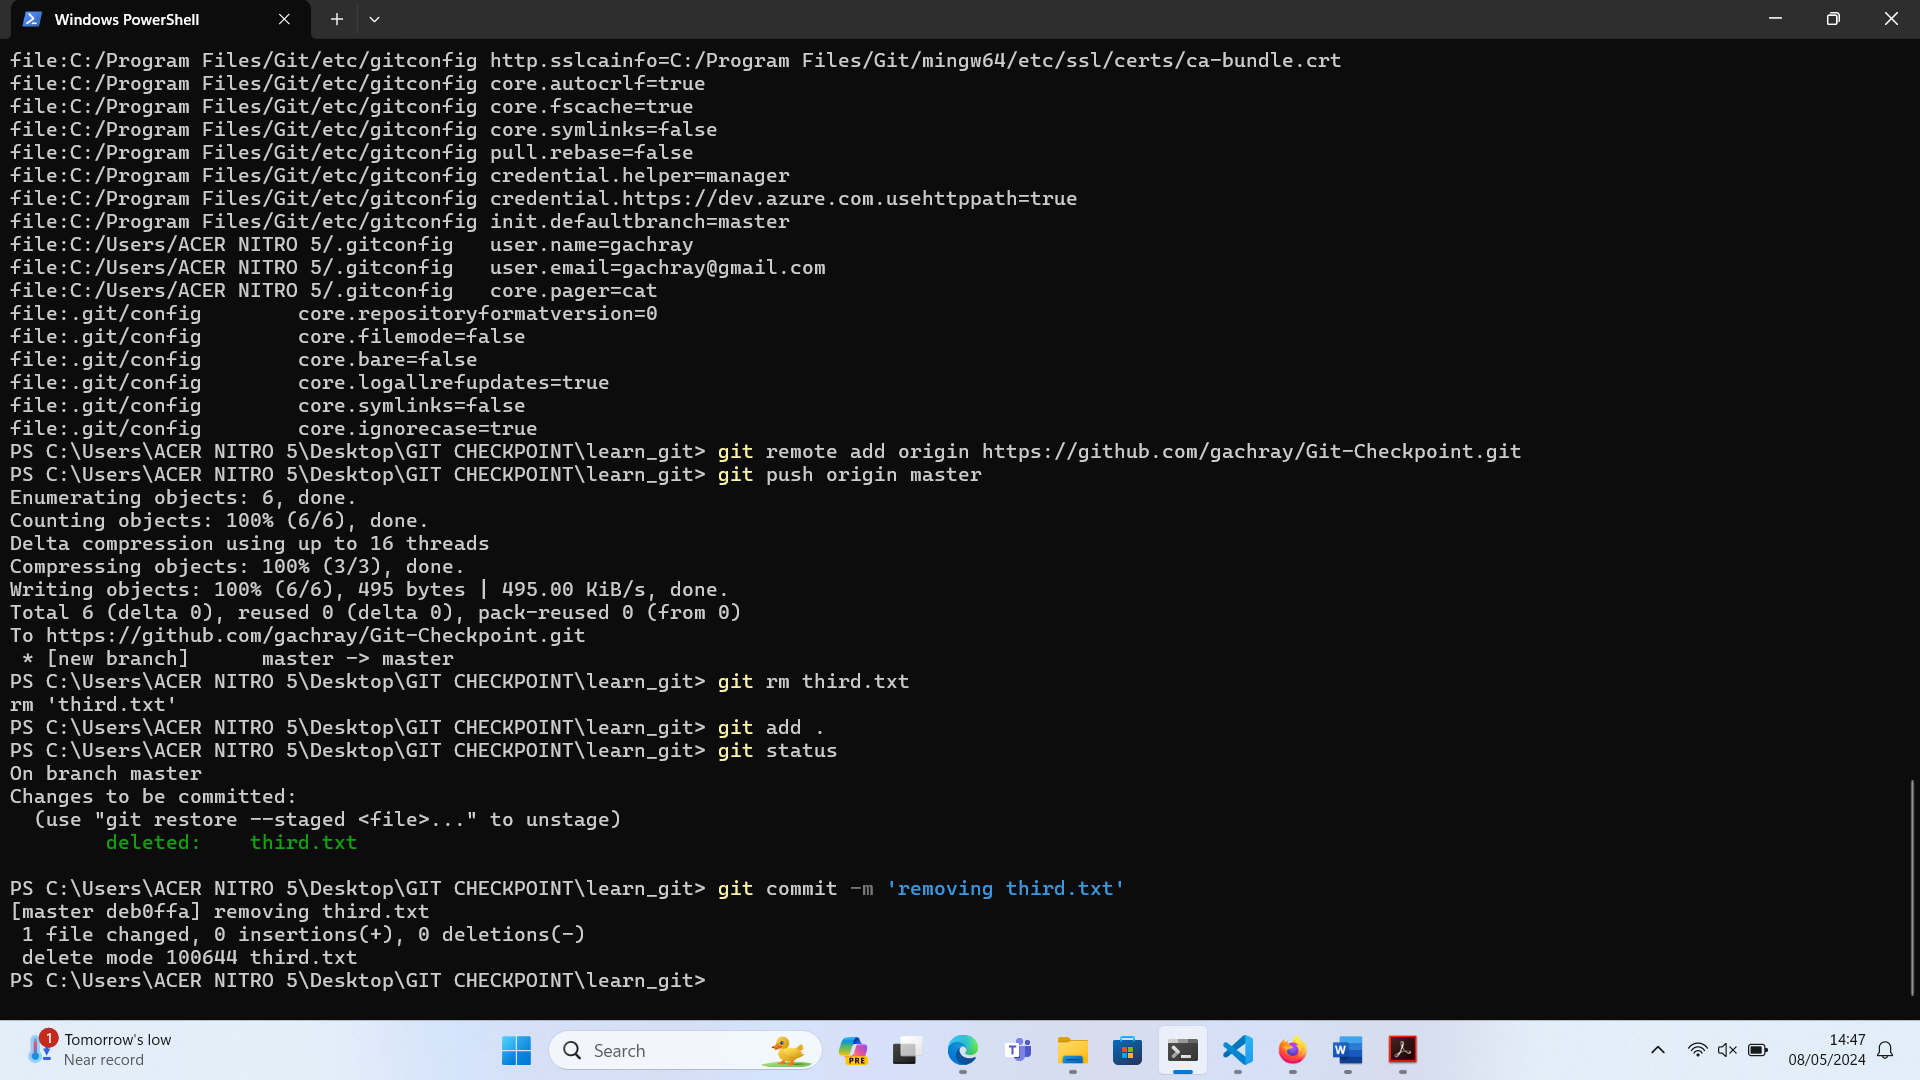 Windows PowerShell
file:C:/Program Files/Git/etc/gitconfig http.sslcainfo=C:/Program Files/Git/mingw64/etc/ssl/certs/ca-bundle.crt
file:C:/Program Files/Git/etc/gitconfig core.autocrlf=true
file:C:/Program Files/Git/etc/gitconfig core.fscache=true
file:C:/Program Files/Git/etc/gitconfig core.symlinks=false
file:C:/Program Files/Git/etc/gitconfig pull.rebase=false
file:C:/Program Files/Git/etc/gitconfig credential.helper=manager
file:C:/Program Files/Git/etc/gitconfig credential.https://dev.azure.com.usehttppath=true
file:C:/Program Files/Git/etc/gitconfig init.defaultbranch=master
file:C:/Users/ACER NITRO 5/.gitconfig   user.name=gachray
file:C:/Users/ACER NITRO 5/.gitconfig   user.email=gachray@gmail.com
file:C:/Users/ACER NITRO 5/.gitconfig   core.pager=cat
file:.git/config        core.repositoryformatversion=0
file:.git/config        core.filemode=false
file:.git/config        core.bare=false
file:.git/config        core.logallrefupdates=true
file:.git/config        core.symlinks=false
file:.git/config        core.ignorecase=true
PS C:\Users\ACER NITRO 5\Desktop\GIT CHECKPOINT\learn_git> git remote add origin https://github.com/gachray/Git-Checkpoint.git
PS C:\Users\ACER NITRO 5\Desktop\GIT CHECKPOINT\learn_git> git push origin master
Enumerating objects: 6, done.
Counting objects: 100% (6/6), done.
Delta compression using up to 16 threads
Compressing objects: 100% (3/3), done.
Writing objects: 100% (6/6), 495 bytes | 495.00 KiB/s, done.
Total 6 (delta 0), reused 0 (delta 0), pack-reused 0 (from 0)
To https://github.com/gachray/Git-Checkpoint.git
 * [new branch]      master -> master
PS C:\Users\ACER NITRO 5\Desktop\GIT CHECKPOINT\learn_git> git rm third.txt
rm 'third.txt'
PS C:\Users\ACER NITRO 5\Desktop\GIT CHECKPOINT\learn_git> git add .
PS C:\Users\ACER NITRO 5\Desktop\GIT CHECKPOINT\learn_git> git status
On branch master
Changes to be committed:
  (use "git restore --staged <file>..." to unstage)
        deleted:    third.txt
PS C:\Users\ACER NITRO 5\Desktop\GIT CHECKPOINT\learn_git> git commit -m 'removing third.txt'
[master deb0ffa] removing third.txt
 1 file changed, 0 insertions(+), 0 deletions(-)
 delete mode 100644 third.txt
PS C:\Users\ACER NITRO 5\Desktop\GIT CHECKPOINT\learn_git>
1
Tomorrow's low
Near record
Search
PRE
T
W
14:47
08/05/2024